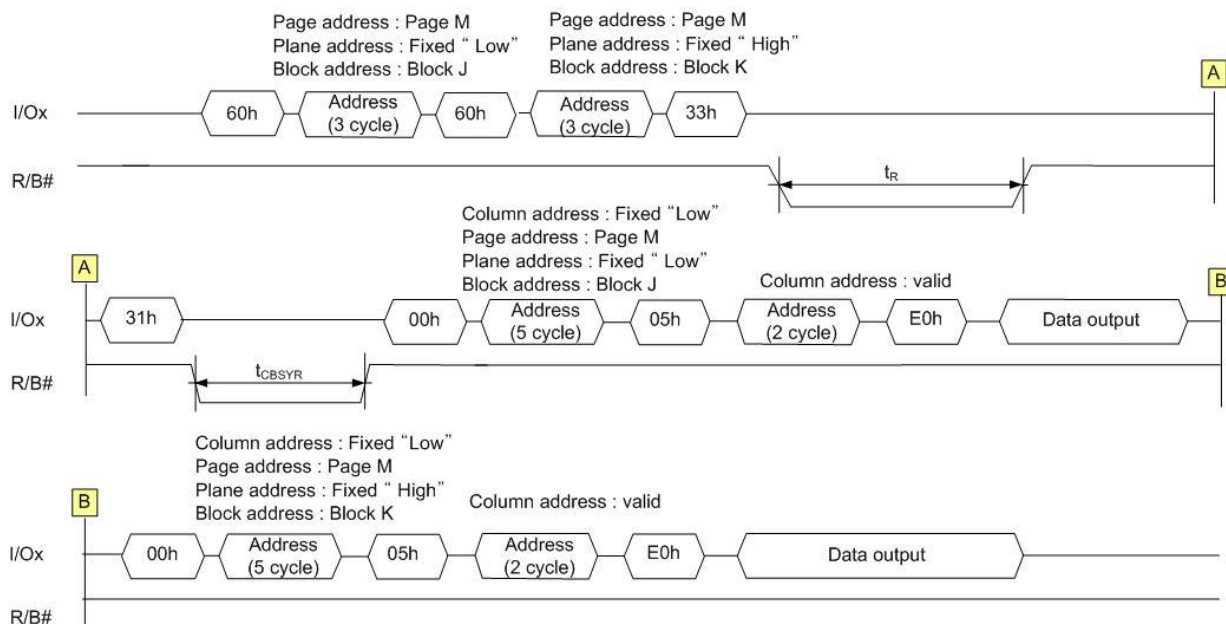 Page address : Page M
Plane address : Fixed “ Low”
Block address : Block J
Page address : Page M
Plane address : Fixed “ High”
Block address : Block K
A
I/Ox
60h
Address
(3 cycle)
60h
Address
(3 cycle)
33h
R/B#
tR
Column address : Fixed “Low”
Page address : Page M
Plane address : Fixed “ Low”
Block address : Block J
Column address : valid
A
B
I/Ox
31h
00h
Address
(5 cycle)
05h
Address
(2 cycle)
E0h
Data output
R/B#
tCBSYR
Column address : Fixed “Low”
Page address : Page M
Plane address : Fixed “ High”
Block address : Block K
Column address : valid
B
I/Ox
00h
Address
(5 cycle)
05h
Address
(2 cycle)
E0h
Data output
R/B#